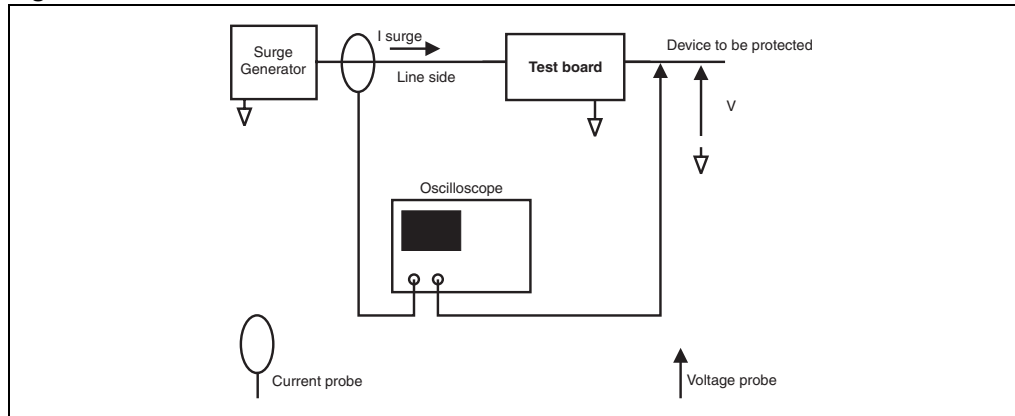 I surge
Surge
Generator
Line side
Test board
Device to be protected
V
Oscilloscope
Current probe
Voltage probe